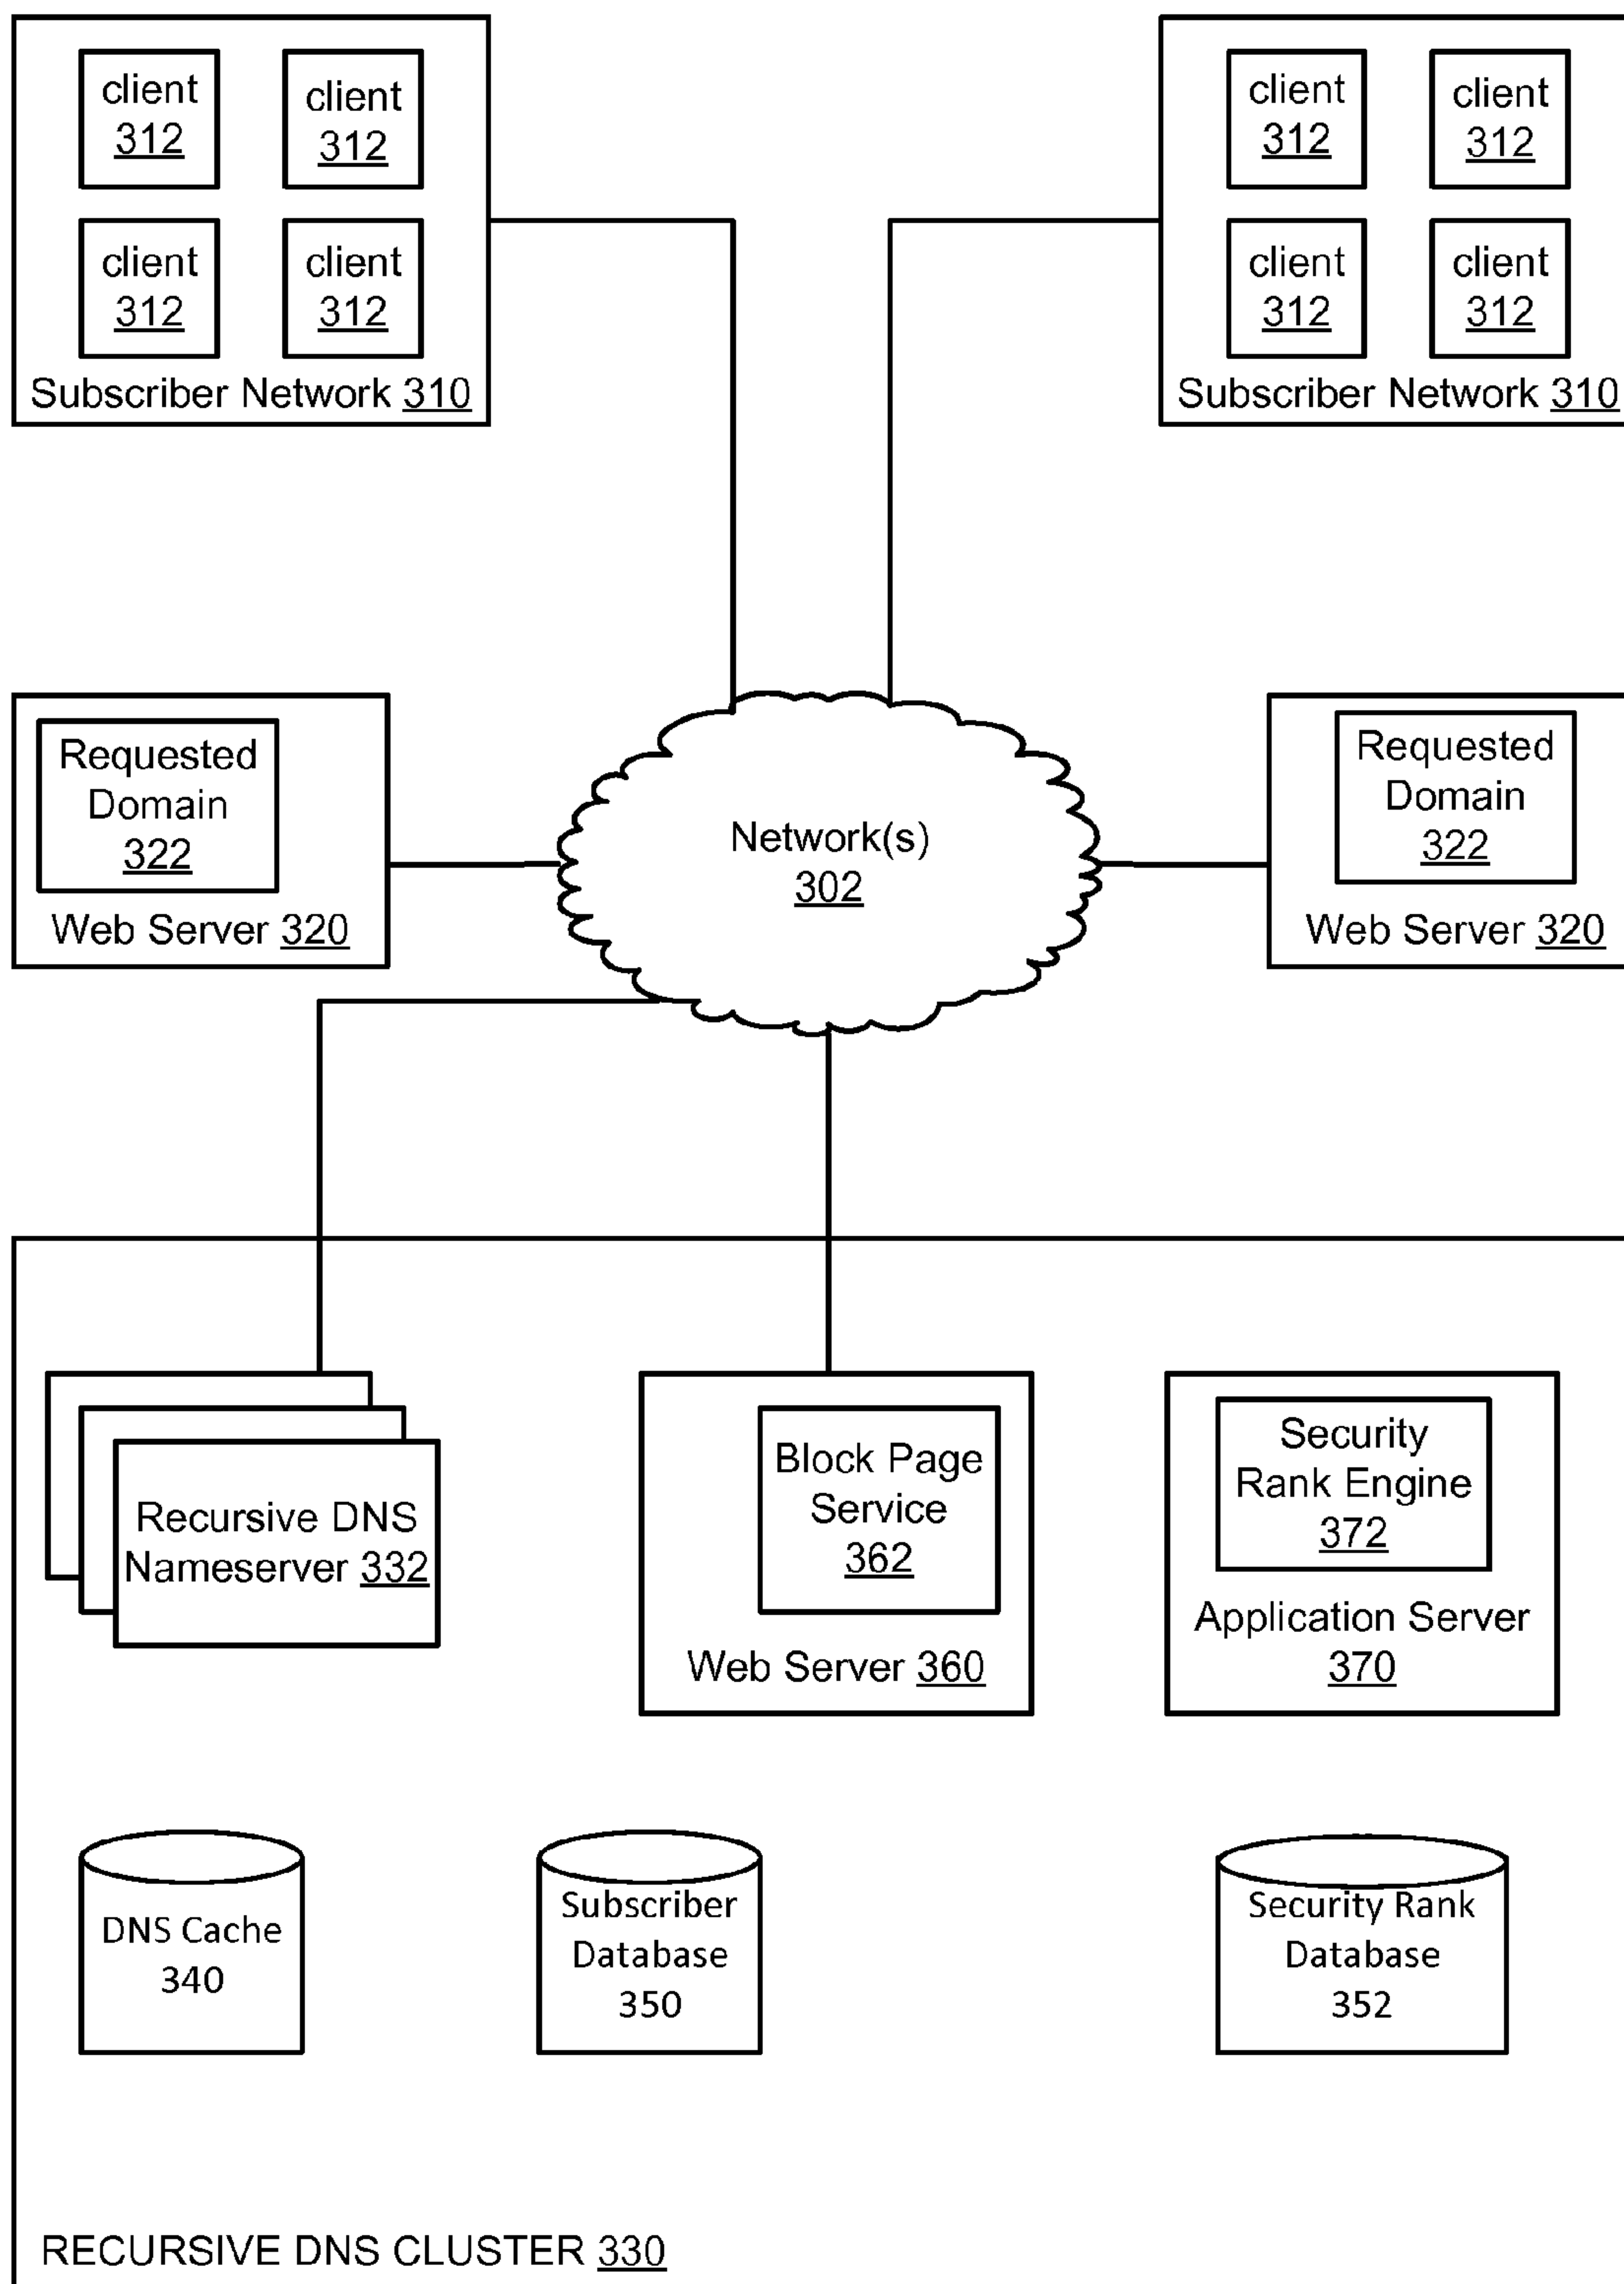 client
312
client
312
client
312
client
312
Subscriber Network 310
client
312
client
312
client
312
client
312
Subscriber Network 310
Requested
Domain
322
Web Server 320
Network(s)
302
Requested
Domain
322
Web Server 320
Recursive DNS
Nameserver 332
Block Page
Service
362
Web Server 360
Security
Rank Engine
372
Application Server
370
DNS Cache
340
Subscriber
Database
350
Security Rank
Database
352
RECURSIVE DNS CLUSTER 330